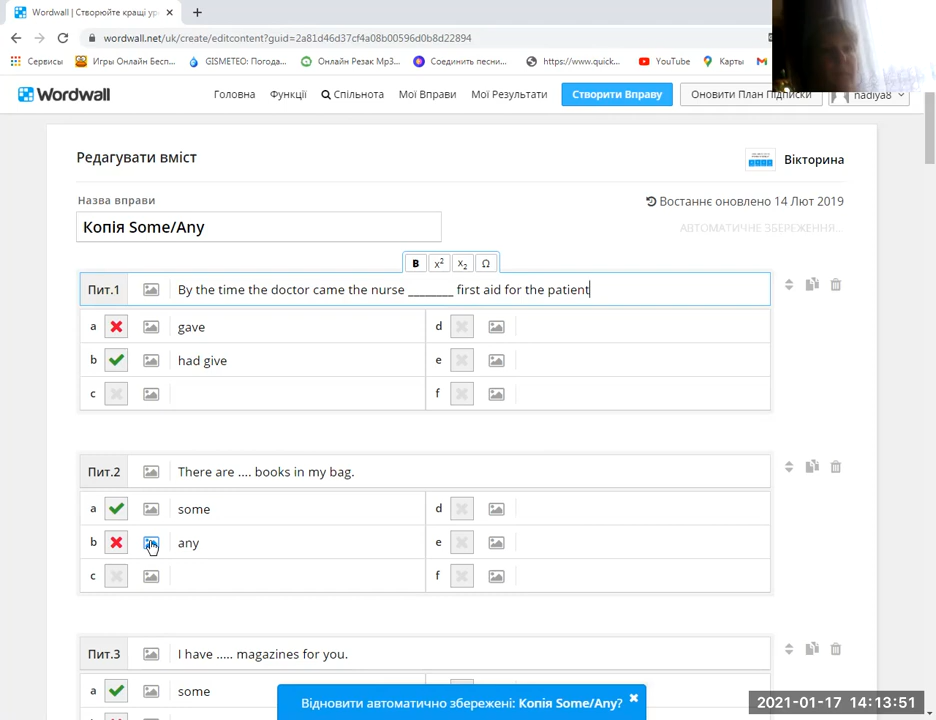 Wordwall | Створюйте кращі ур
wordwall.net/uk/create/editcontent?guid=2a81d46d37cf4a08b00596d0b8d22894
Сервисы Игры Онлайн Бесп... GISMETEO: Погода... Онлайн Резак Mp3... Соединить песни... https://www.quick... YouTube Карты
Wordwall Головна Функції Спільнота Мої Вправи Мої Результати Створити Вправу Оновити План Підписки nadiya8
Редагувати вміст Вікторина
Назва вправи Востаннє оновлено 14 Лют 2019
Копія Some/Any АВТОМАТИЧНЕ ЗБЕРЕЖЕННЯ...
B x² x₂ Ω
Пит.1 By the time the doctor came the nurse ________ first aid for the patient
a gave d
b had give e
c f
Пит.2 There are .... books in my bag.
a some d
b any e
c f
Пит.3 I have ..... magazines for you.
a some
Відновити автоматично збережені: Копія Some/Any?
2021-01-17 14:13:51